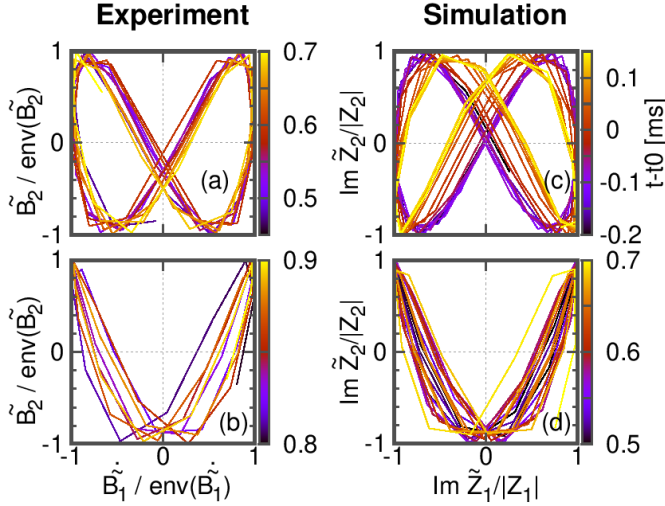 Experiment Simulation
1 0 -1 B̃₂ / env(B̃₂) (a) 0.7 0.6 0.5
1 0 -1 Im Z̃₂/|Z₂| (c) 0.1 0 -0.1 -0.2 t-t0 [ms]
1 0 -1 B̃₂ / env(B̃₂) (b) 0.9 0.8
1 0 -1 Im Z̃₂/|Z₂| (d) 0.7 0.6 0.5
-1 0 1 -1 0 1
Ḃ̃₁ / env(Ḃ̃₁) Im Z̃₁/|Z₁|